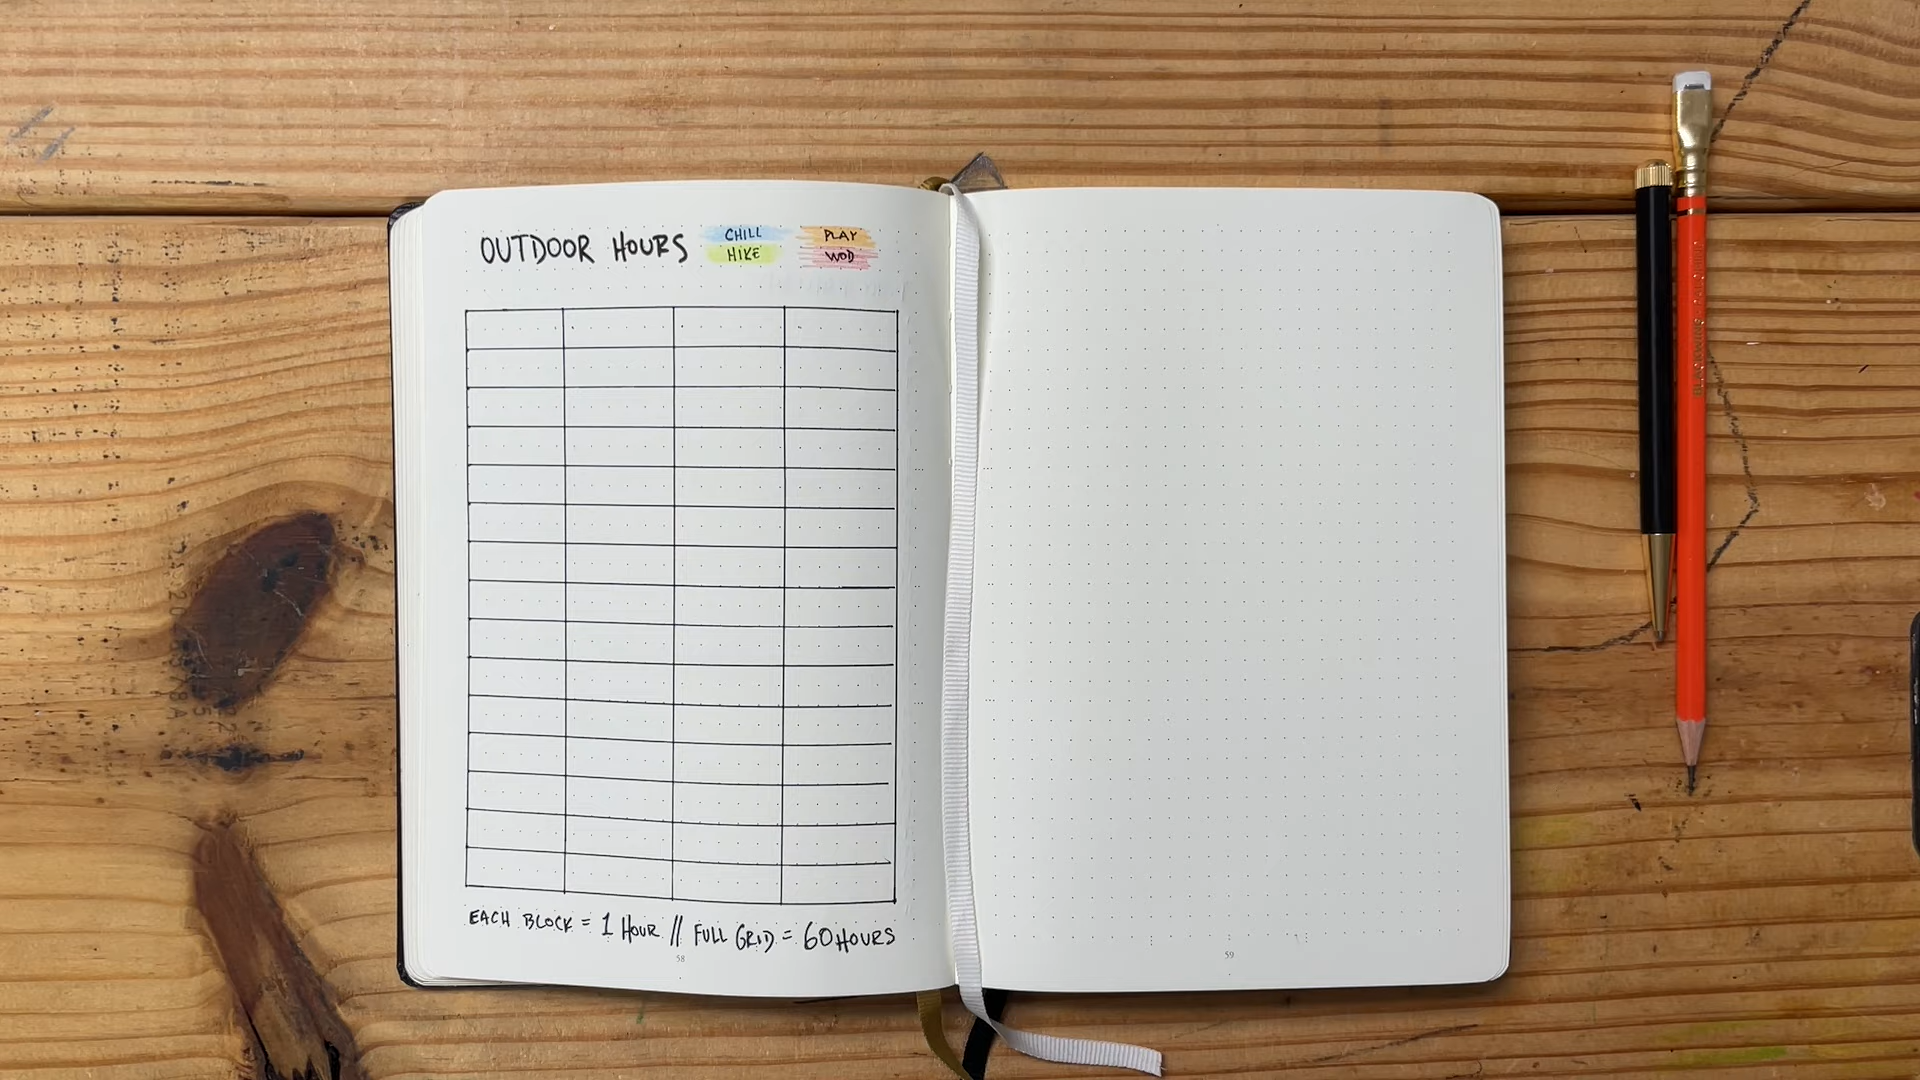 OUTDOOR HOURS
CHILL
HIKE
PLAY
WOD
EACH BLOCK = 1 HOUR // FULL GRID = 60 HOURS
58
59